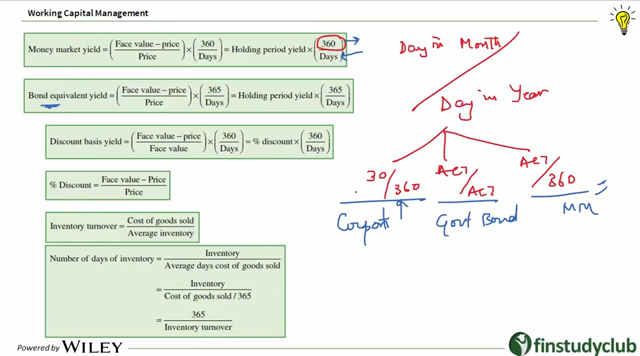 Working Capital Management
Money market yield = (Face value – price / Price) × (360 / Days) = Holding period yield × (360 / Days)
Bond equivalent yield = (Face value – price / Price) × (365 / Days) = Holding period yield × (365 / Days)
Discount basis yield = (Face value – price / Face value) × (360 / Days) = % discount × (360 / Days)
% Discount = Face value – Price / Price
Inventory turnover = Cost of goods sold / Average inventory
Number of days of inventory = Inventory / Average days cost of goods sold
= Inventory / Cost of goods sold / 365
= 365 / Inventory turnover
Day in Month
Day in Year
30/360
ACT/ACT
ACT/360
Govt Bond
MM
Powered by WILEY
finstudyclub